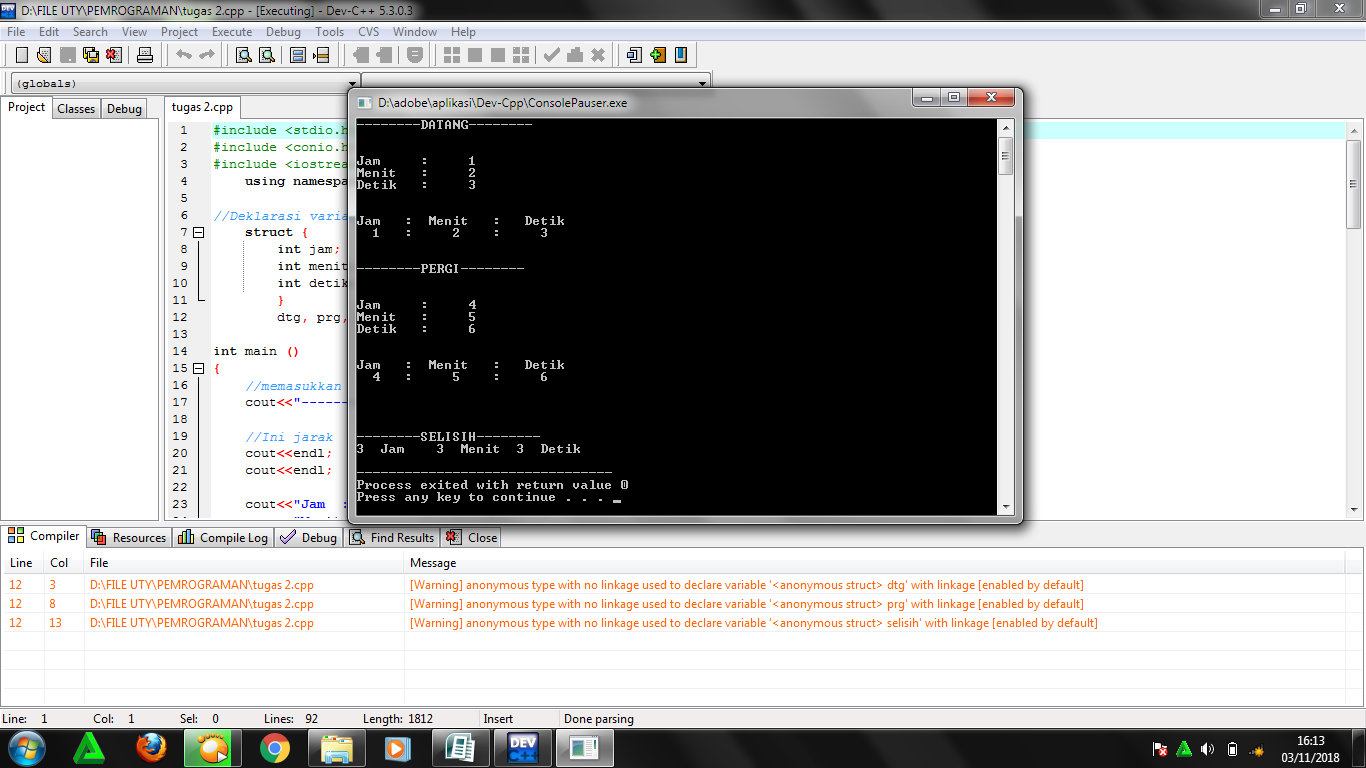 D:\FILE UTY\PEMROGRAMAN\tugas 2.cpp - [Executing] - Dev-C++ 5.3.0.3
File Edit Search View Project Execute Debug Tools CVS Window Help
(globals)
Project Classes Debug
tugas 2.cpp
1 #include <stdio.h
2 #include <conio.h
3 #include <iostrea
4 using namespa
5
6 //Deklarasi varia
7 struct {
8 int jam;
9 int menit
10 int detik
11 }
12 dtg, prg,
13
14 int main ()
15 {
16 //memasukkan
17 cout<<"------
18
19 //Ini jarak
20 cout<<endl;
21 cout<<endl;
22
23 cout<<"Jam :
D:\adobe\aplikasi\Dev-Cpp\ConsolePauser.exe
--------DATANG--------
Jam : 1
Menit : 2
Detik : 3
Jam : Menit : Detik
1 : 2 : 3
--------PERGI--------
Jam : 4
Menit : 5
Detik : 6
Jam : Menit : Detik
4 : 5 : 6
--------SELISIH--------
3 Jam 3 Menit 3 Detik
--------------------------------
Process exited with return value 0
Press any key to continue . . . _
Compiler Resources Compile Log Debug Find Results Close
Line Col File Message
12 3 D:\FILE UTY\PEMROGRAMAN\tugas 2.cpp [Warning] anonymous type with no linkage used to declare variable '<anonymous struct> dtg' with linkage [enabled by default]
12 8 D:\FILE UTY\PEMROGRAMAN\tugas 2.cpp [Warning] anonymous type with no linkage used to declare variable '<anonymous struct> prg' with linkage [enabled by default]
12 13 D:\FILE UTY\PEMROGRAMAN\tugas 2.cpp [Warning] anonymous type with no linkage used to declare variable '<anonymous struct> selisih' with linkage [enabled by default]
Line: 1 Col: 1 Sel: 0 Lines: 92 Length: 1812 Insert Done parsing
DEV
16:13
03/11/2018